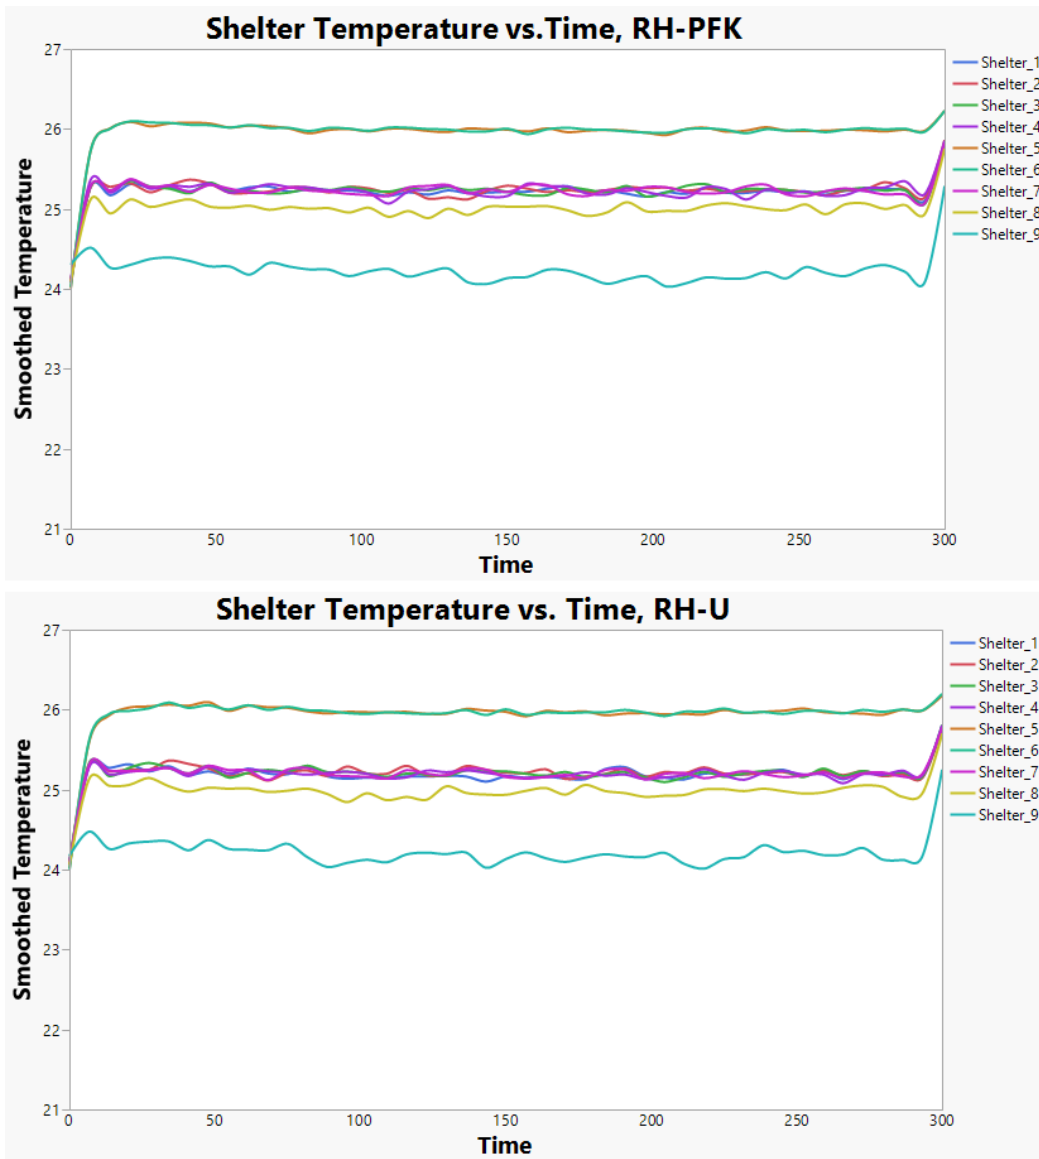 Shelter Temperature vs.Time, RH-PFK
27
26
25
24
23
22
21
Smoothed Temperature
0 50 100 150 200 250 300
Time
Shelter_1
Shelter_2
Shelter_3
Shelter_4
Shelter_5
Shelter_6
Shelter_7
Shelter_8
Shelter_9
Shelter Temperature vs. Time, RH-U
27
26
25
24
23
22
21
Smoothed Temperature
0 50 100 150 200 250 300
Time
Shelter_1
Shelter_2
Shelter_3
Shelter_4
Shelter_5
Shelter_6
Shelter_7
Shelter_8
Shelter_9